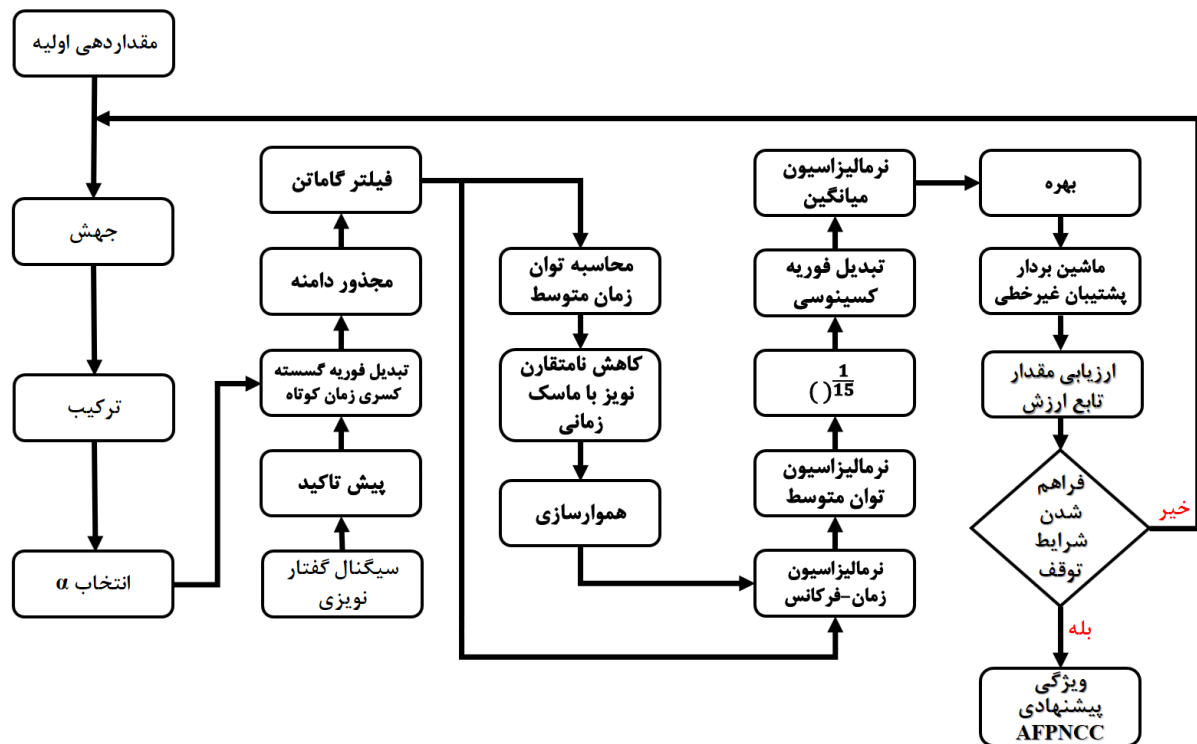 مقداردهی اولیه
جهش
ترکیب
انتخاب α
فیلتر گاماتن
مجذور دامنه
تبدیل فوریه گسسته
کسری زمان کوتاه
پیش تاکید
سیگنال گفتار
نویزی
محاسبه توان
زمان متوسط
کاهش نامتقارن
نویز با ماسک
زمانی
هموارسازی
نرمالیزاسیون
میانگین
تبدیل فوریه
کسینوسی
( )^{1/15}
نرمالیزاسیون
توان متوسط
نرمالیزاسیون
زمان-فرکانس
بهره
ماشین بردار
پشتیبان غیرخطی
ارزیابی مقدار
تابع ارزش
فراهم
شدن
شرایط
توقف
خیر
بله
ویژگی
پیشنهادی
AFPNCC